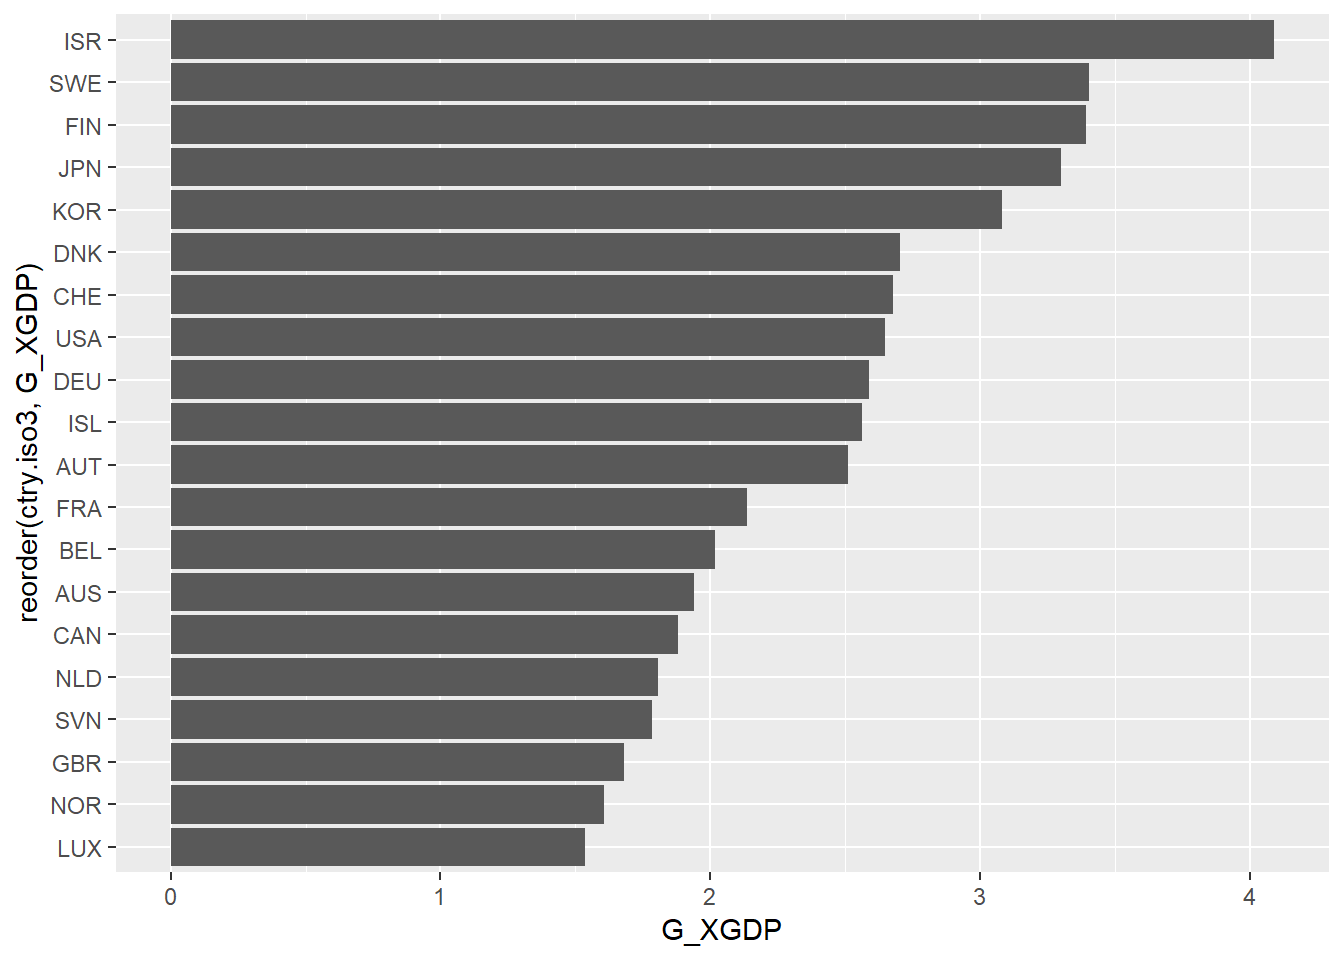 ISR
SWE
FIN
JPN
KOR
DNK
CHE
USA
DEU
ISL
AUT
FRA
BEL
AUS
CAN
NLD
SVN
GBR
NOR
LUX
reorder(ctry.iso3, G_XGDP)
0 1 2 3 4
G_XGDP